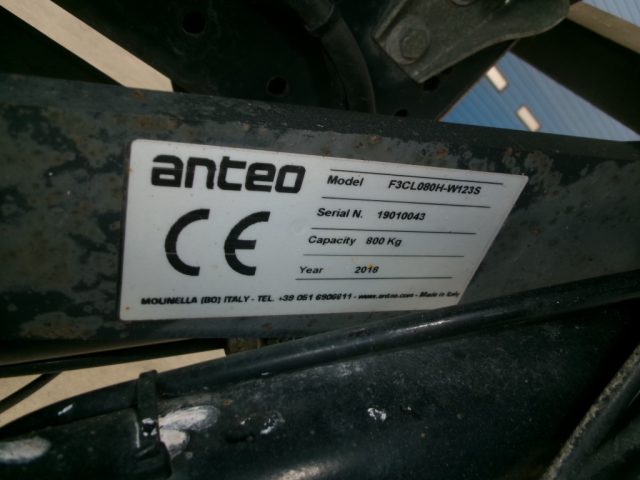 anteo
CE
Model F3CL080H-W123S
Serial N. 19010043
Capacity 800 Kg
Year 2018
MOLINELLA (BO) ITALY - TEL. +39 051 6906611 - www.anteo.com - Made in Italy